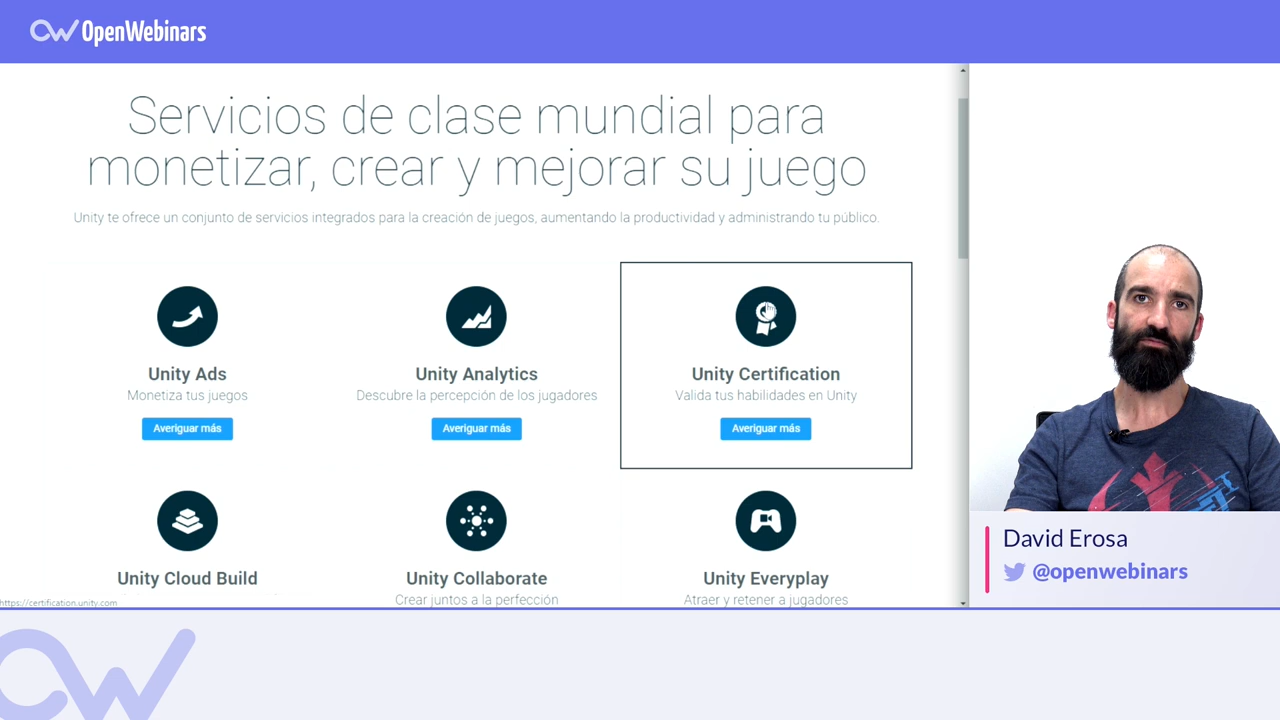 OpenWebinars
Servicios de clase mundial para
monetizar, crear y mejorar su juego
Unity te ofrece un conjunto de servicios integrados para la creación de juegos, aumentando la productividad y administrando tu público.
Unity Ads
Monetiza tus juegos
Averiguar más
Unity Analytics
Descubre la percepción de los jugadores
Averiguar más
Unity Certification
Valida tus habilidades en Unity
Averiguar más
Unity Cloud Build
Unity Collaborate
Crear juntos a la perfección
Unity Everyplay
Atraer y retener a jugadores
https://certification.unity.com
David Erosa
@openwebinars